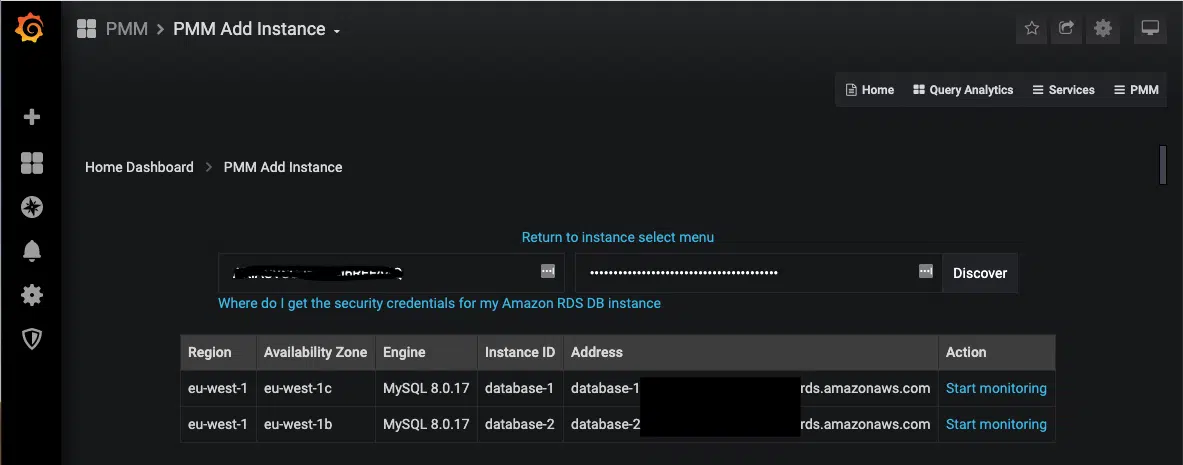 PMM > PMM Add Instance
Home Query Analytics Services PMM
Home Dashboard > PMM Add Instance
Return to instance select menu
Discover
Where do I get the security credentials for my Amazon RDS DB instance
Region Availability Zone Engine Instance ID Address Action
eu-west-1 eu-west-1c MySQL 8.0.17 database-1 database-1 rds.amazonaws.com Start monitoring
eu-west-1 eu-west-1b MySQL 8.0.17 database-2 database-2 rds.amazonaws.com Start monitoring